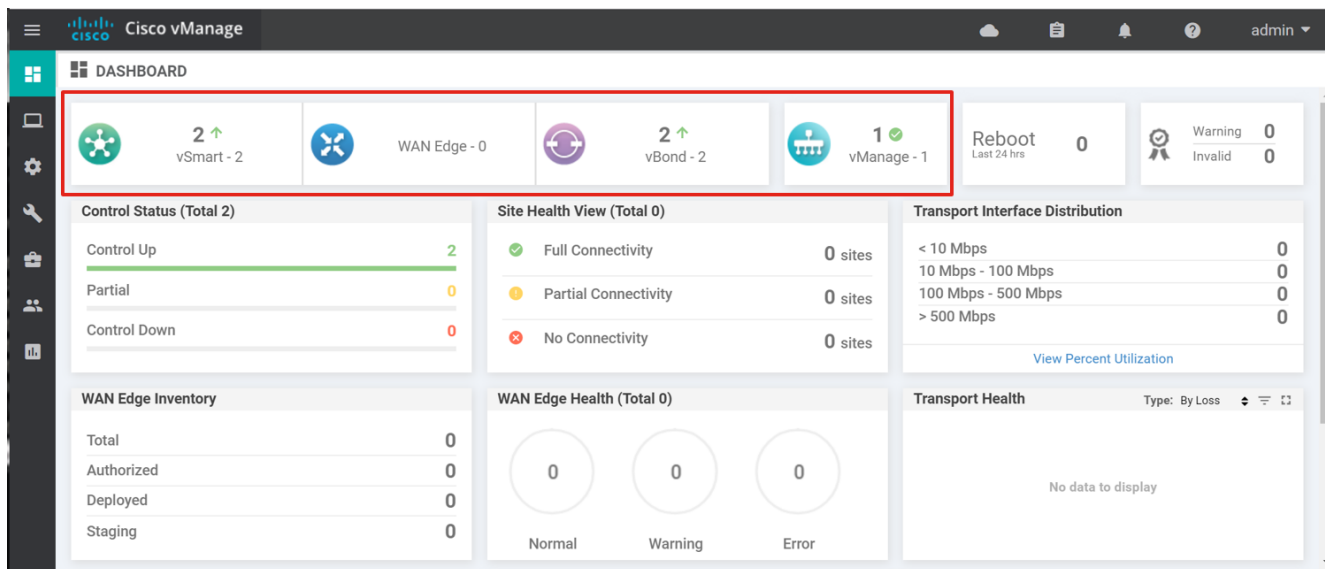 cisco Cisco vManage admin
DASHBOARD
2
vSmart - 2
WAN Edge - 0
2
vBond - 2
1
vManage - 1
Reboot 0
Last 24 hrs
Warning 0
Invalid 0
Control Status (Total 2)
Control Up 2
Partial 0
Control Down 0
Site Health View (Total 0)
Full Connectivity 0 sites
Partial Connectivity 0 sites
No Connectivity 0 sites
Transport Interface Distribution
< 10 Mbps 0
10 Mbps - 100 Mbps 0
100 Mbps - 500 Mbps 0
> 500 Mbps 0
View Percent Utilization
WAN Edge Inventory
Total 0
Authorized 0
Deployed 0
Staging 0
WAN Edge Health (Total 0)
0 0 0
Normal Warning Error
Transport Health Type: By Loss
No data to display